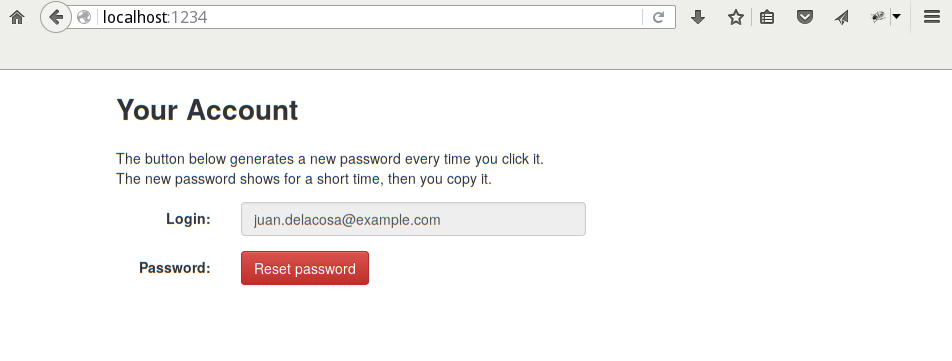 localhost:1234
Your Account
The button below generates a new password every time you click it.
The new password shows for a short time, then you copy it.
Login: juan.delacosa@example.com
Password: Reset password